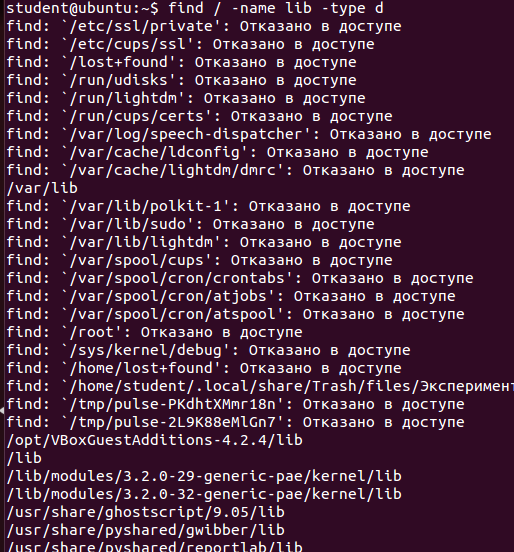 student@ubuntu:~$ find / -name lib -type d
find: `/etc/ssl/private': Отказано в доступе
find: `/etc/cups/ssl': Отказано в доступе
find: `/lost+found': Отказано в доступе
find: `/run/udisks': Отказано в доступе
find: `/run/lightdm': Отказано в доступе
find: `/run/cups/certs': Отказано в доступе
find: `/var/log/speech-dispatcher': Отказано в доступе
find: `/var/cache/ldconfig': Отказано в доступе
find: `/var/cache/lightdm/dmrc': Отказано в доступе
/var/lib
find: `/var/lib/polkit-1': Отказано в доступе
find: `/var/lib/sudo': Отказано в доступе
find: `/var/lib/lightdm': Отказано в доступе
find: `/var/spool/cups': Отказано в доступе
find: `/var/spool/cron/crontabs': Отказано в доступе
find: `/var/spool/cron/atjobs': Отказано в доступе
find: `/var/spool/cron/atspool': Отказано в доступе
find: `/root': Отказано в доступе
find: `/sys/kernel/debug': Отказано в доступе
find: `/home/lost+found': Отказано в доступе
find: `/home/student/.local/share/Trash/files/Эксперимент
find: `/tmp/pulse-PKdhtXMmr18n': Отказано в доступе
find: `/tmp/pulse-2L9K88eMlGn7': Отказано в доступе
/opt/VBoxGuestAdditions-4.2.4/lib
/lib
/lib/modules/3.2.0-29-generic-pae/kernel/lib
/lib/modules/3.2.0-32-generic-pae/kernel/lib
/usr/share/ghostscript/9.05/lib
/usr/share/pyshared/gwibber/lib
/usr/share/pyshared/reportlab/lib